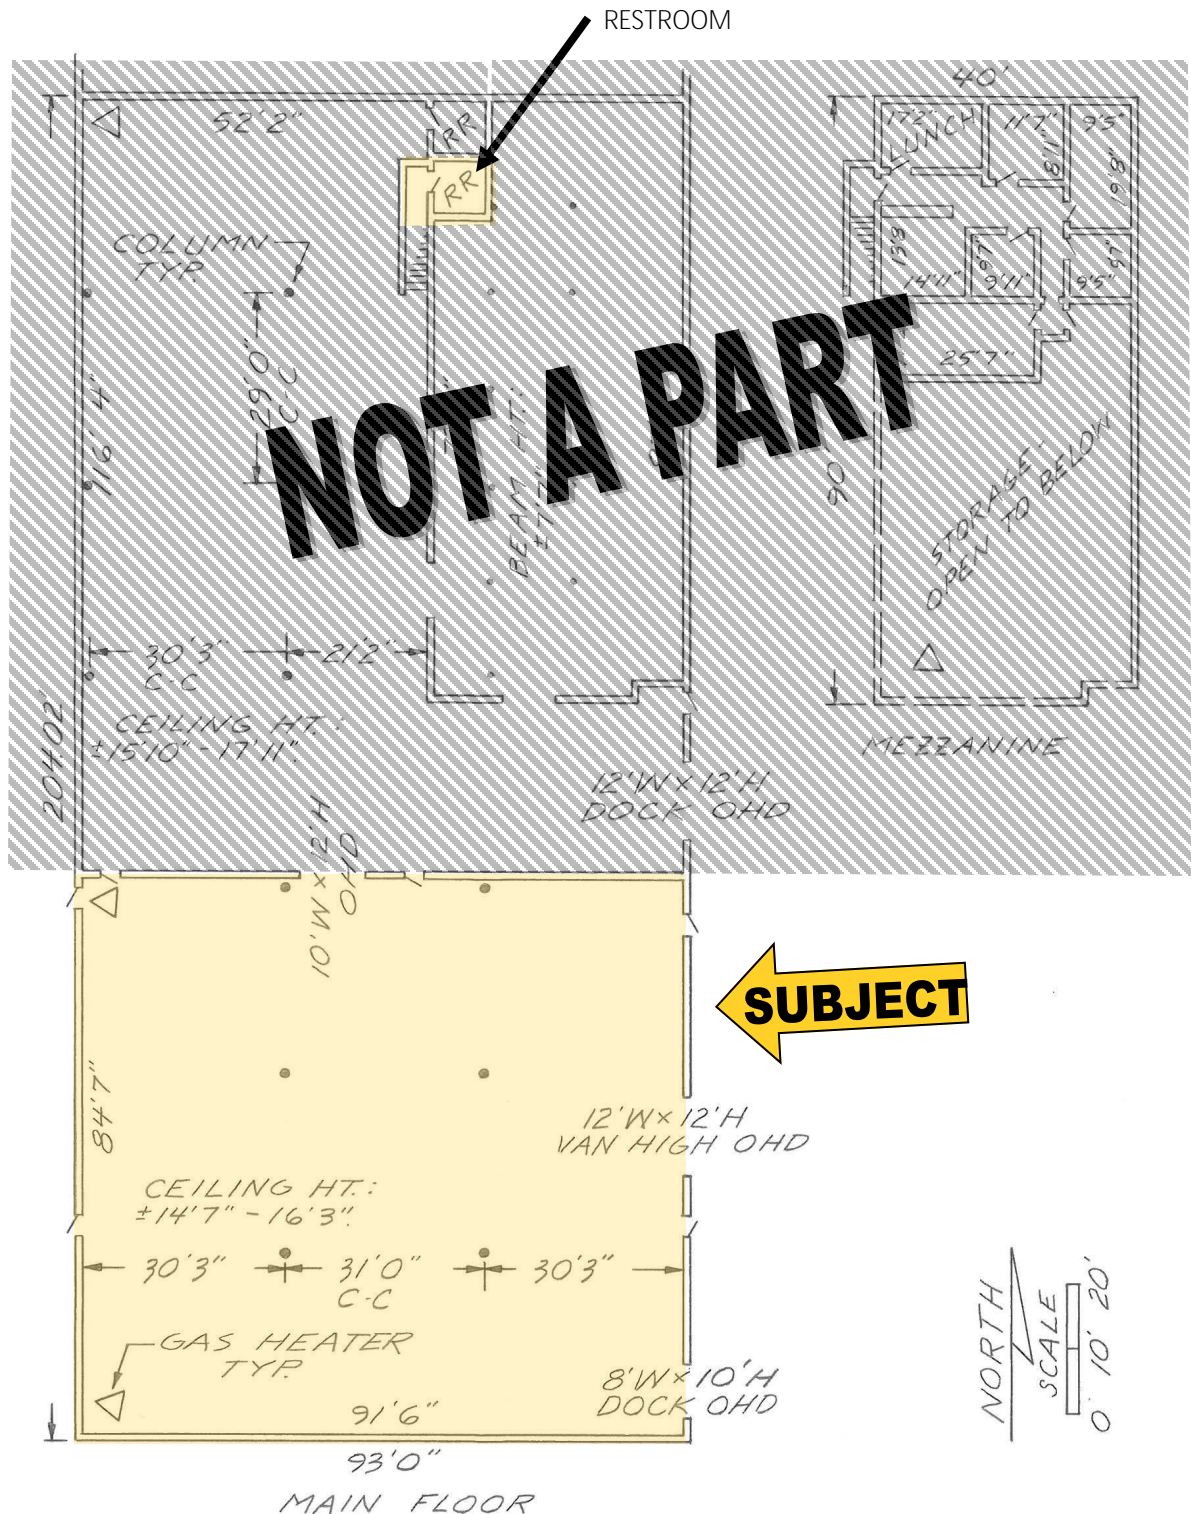 RESTROOM
40'
52'2"
RR
17'2"
LUNCH
11'7"
8'11"
9'5"
19'8"
RR
COLUMN
TYP.
13'8"
14'11"
9'7"
9'11"
9'5"
9'7"
29'0"
C-C
25'7"
NOT A PART
116'4"
BEAM HT.:
90'
STORAGE-
OPEN TO BELOW
30'3"
C-C
21'2"
CEILING HT.:
±15'10"-17'11".
MEZZANINE
204.02'
12'W×12'H
DOCK OHD
10'W×12'H
OHD
SUBJECT
84'7"
12'W×12'H
VAN HIGH OHD
CEILING HT.:
±14'7"-16'3".
30'3"
31'0"
C-C
30'3"
GAS HEATER
TYP.
8'W×10'H
DOCK OHD
91'6"
93'0"
MAIN FLOOR
NORTH
SCALE
0 10' 20'